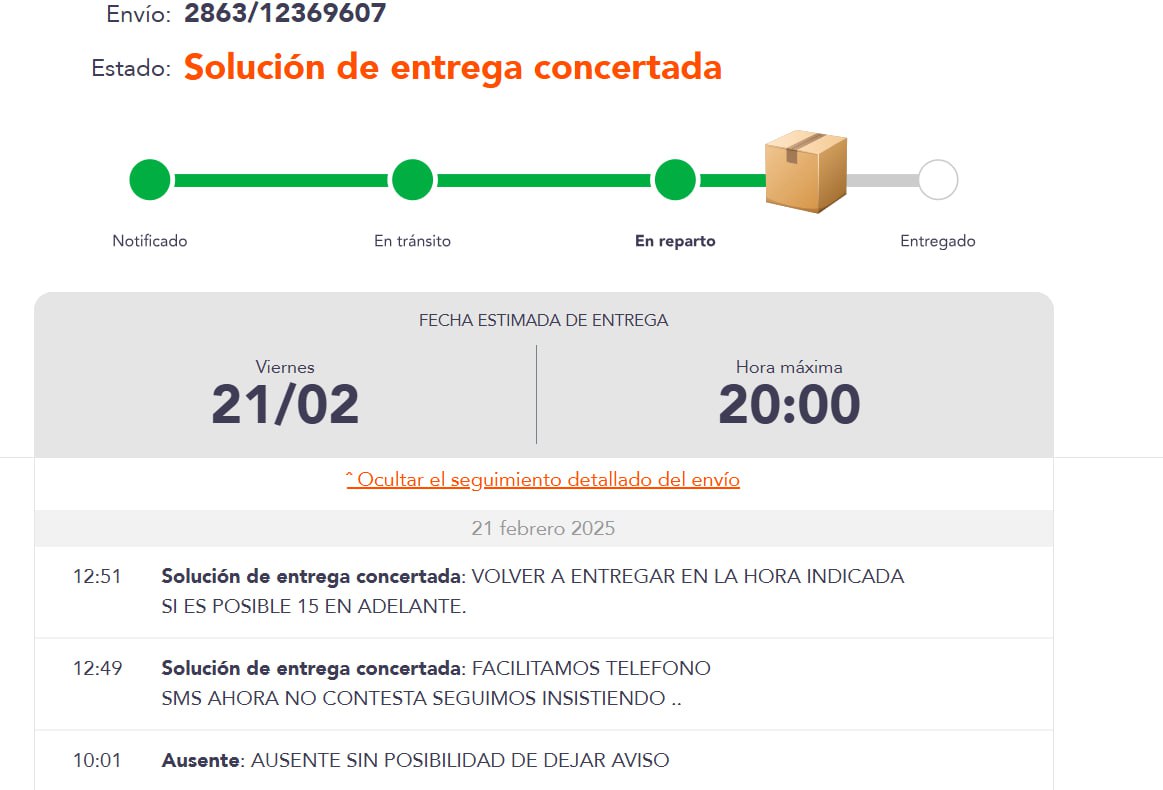 Envío: 2863/12369607
Estado: Solución de entrega concertada
Notificado En tránsito En reparto Entregado
FECHA ESTIMADA DE ENTREGA
Viernes Hora máxima
21/02 20:00
ˆ Ocultar el seguimiento detallado del envío
21 febrero 2025
12:51 Solución de entrega concertada: VOLVER A ENTREGAR EN LA HORA INDICADA
SI ES POSIBLE 15 EN ADELANTE.
12:49 Solución de entrega concertada: FACILITAMOS TELEFONO
SMS AHORA NO CONTESTA SEGUIMOS INSISTIENDO ..
10:01 Ausente: AUSENTE SIN POSIBILIDAD DE DEJAR AVISO